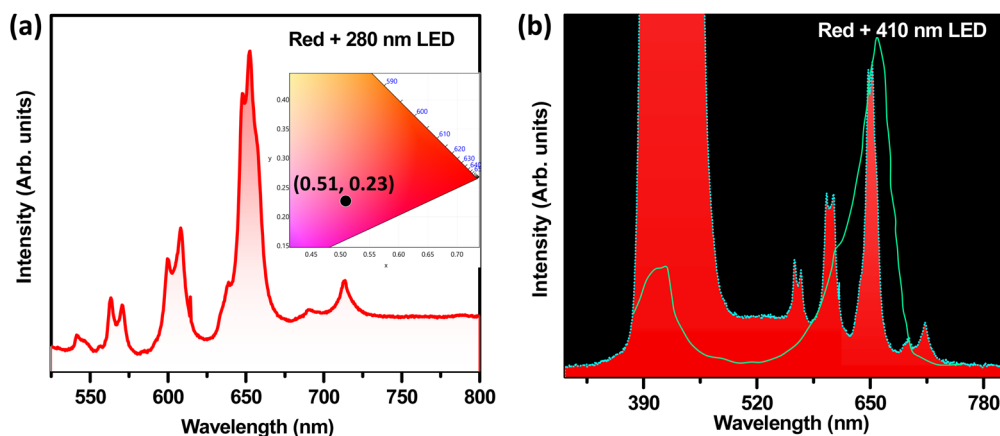 (a)
Red + 280 nm LED
Intensity (Arb. units)
0.40
0.35
0.30
0.25
0.20
0.15
y
590
600
610
620
630
640
(0.51, 0.23)
0.45 0.50 0.55 0.60 0.65 0.70
x
550 600 650 700 750 800
Wavelength (nm)
(b)
Red + 410 nm LED
Intensity (Arb. units)
390 520 650 780
Wavelength (nm)